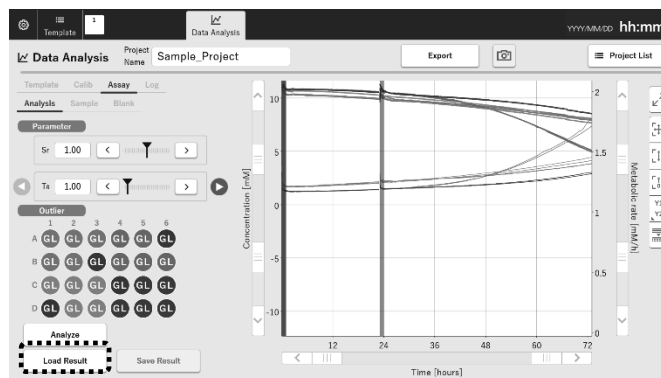 Template
1
Data Analysis
YYYY/MM/DD hh:mm
Data Analysis
Project Name
Sample_Project
Export
Project List
Template Calib Assay Log
Analysis Sample Blank
Parameter
Sr 1.00 < >
Ta 1.00 < >
Outlier
1 2 3 4 5 6
A GL GL GL GL GL GL
B GL GL GL GL GL GL
C GL GL GL GL GL GL
D GL GL GL GL GL GL
Analyze
Load Result
Save Result
Concentration [mM]
10
5
0
-5
-10
12 24 36 48 60 72
Time [hours]
2
1.5
1
0.5
0
Metabolic rate [mM/h]
Y1
Y2